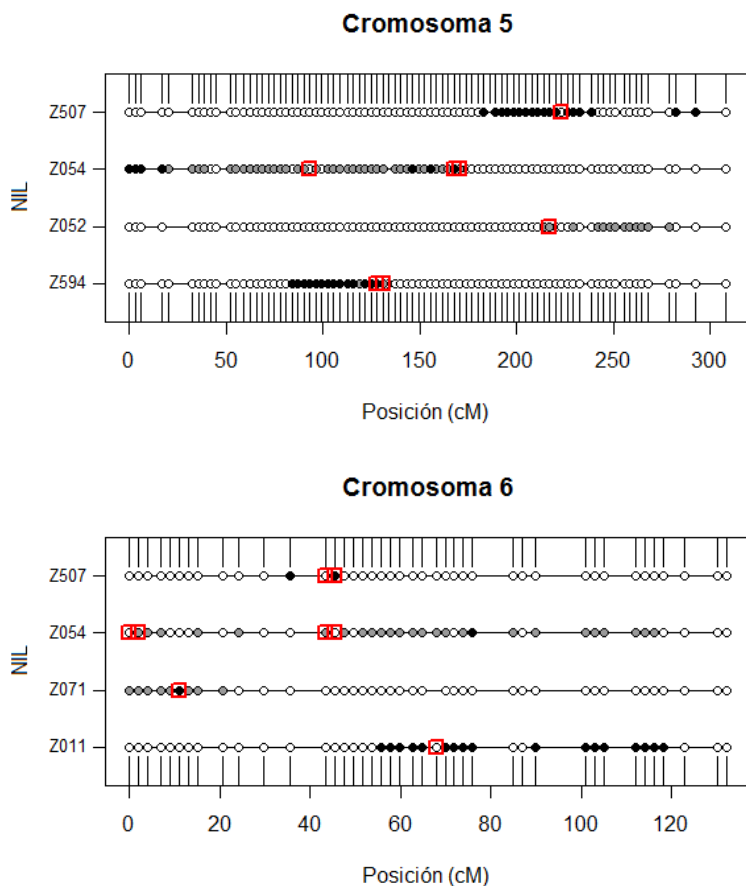 Cromosoma 5
NIL
Z507
Z054
Z052
Z594
0 50 100 150 200 250 300
Posición (cM)
Cromosoma 6
NIL
Z507
Z054
Z071
Z011
0 20 40 60 80 100 120
Posición (cM)